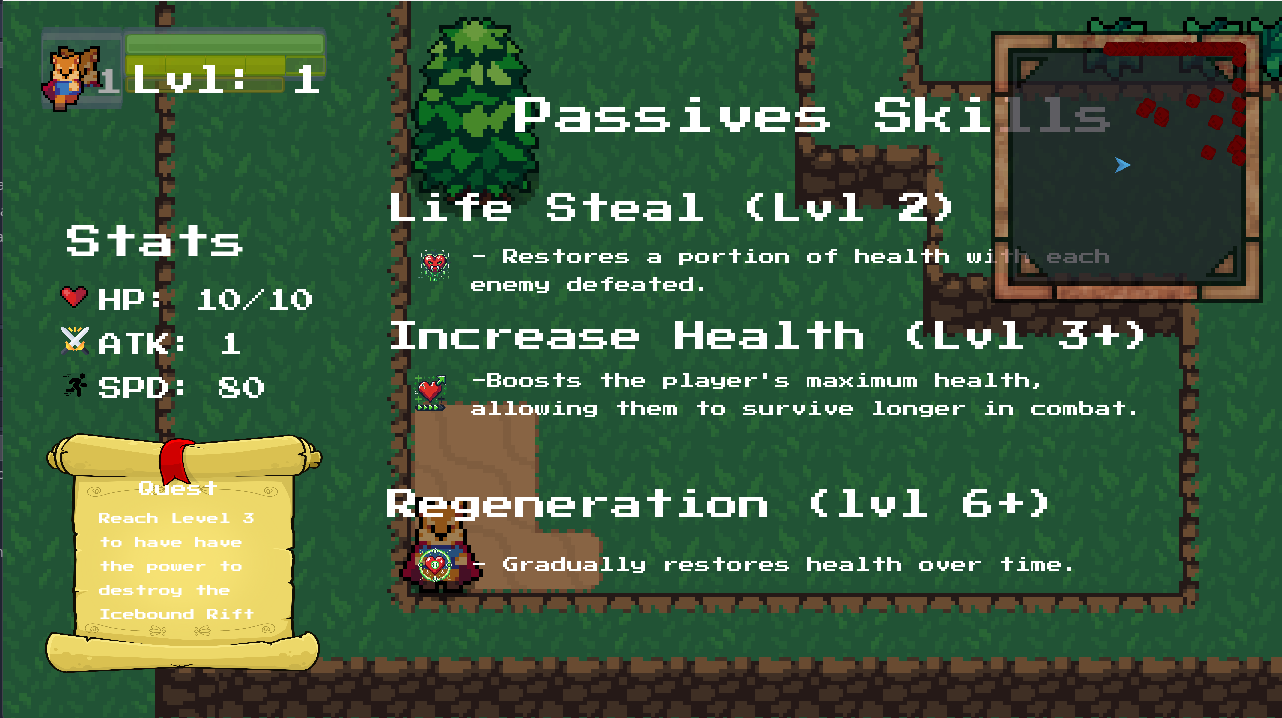 1 Lvl: 1
Passives Skills
Life Steal (Lvl 2)
- Restores a portion of health with each
enemy defeated.
Increase Health (Lvl 3+)
-Boosts the player's maximum health,
allowing them to survive longer in combat.
Regeneration (lvl 6+)
- Gradually restores health over time.
Stats
HP: 10/10
ATK: 1
SPD: 80
Quest
Reach Level 3
to have have
the power to
destroy the
Icebound Rift